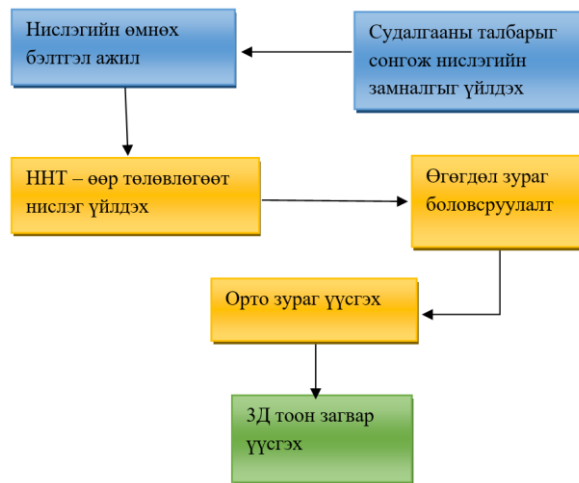 Нислэгийн өмнөх
бэлтгэл ажил
Судалгааны талбарыг
сонгож нислэгийн
замналгыг үйлдэх
ННТ – өөр төлөвлөгөөт
нислэг үйлдэх
Өгөгдөл зураг
боловсруулалт
Орто зураг үүсгэх
3Д тоон загвар
үүсгэх